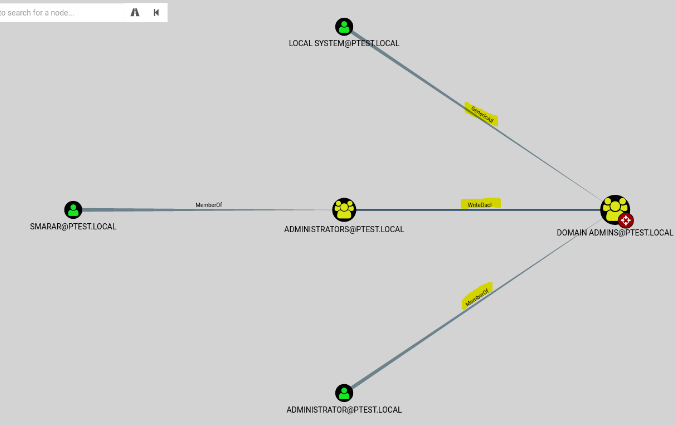 to search for a node...
LOCAL SYSTEM@PTEST.LOCAL
GenericAll
MemberOf
WriteDacl
SMARAR@PTEST.LOCAL
ADMINISTRATORS@PTEST.LOCAL
DOMAIN ADMINS@PTEST.LOCAL
MemberOf
ADMINISTRATOR@PTEST.LOCAL